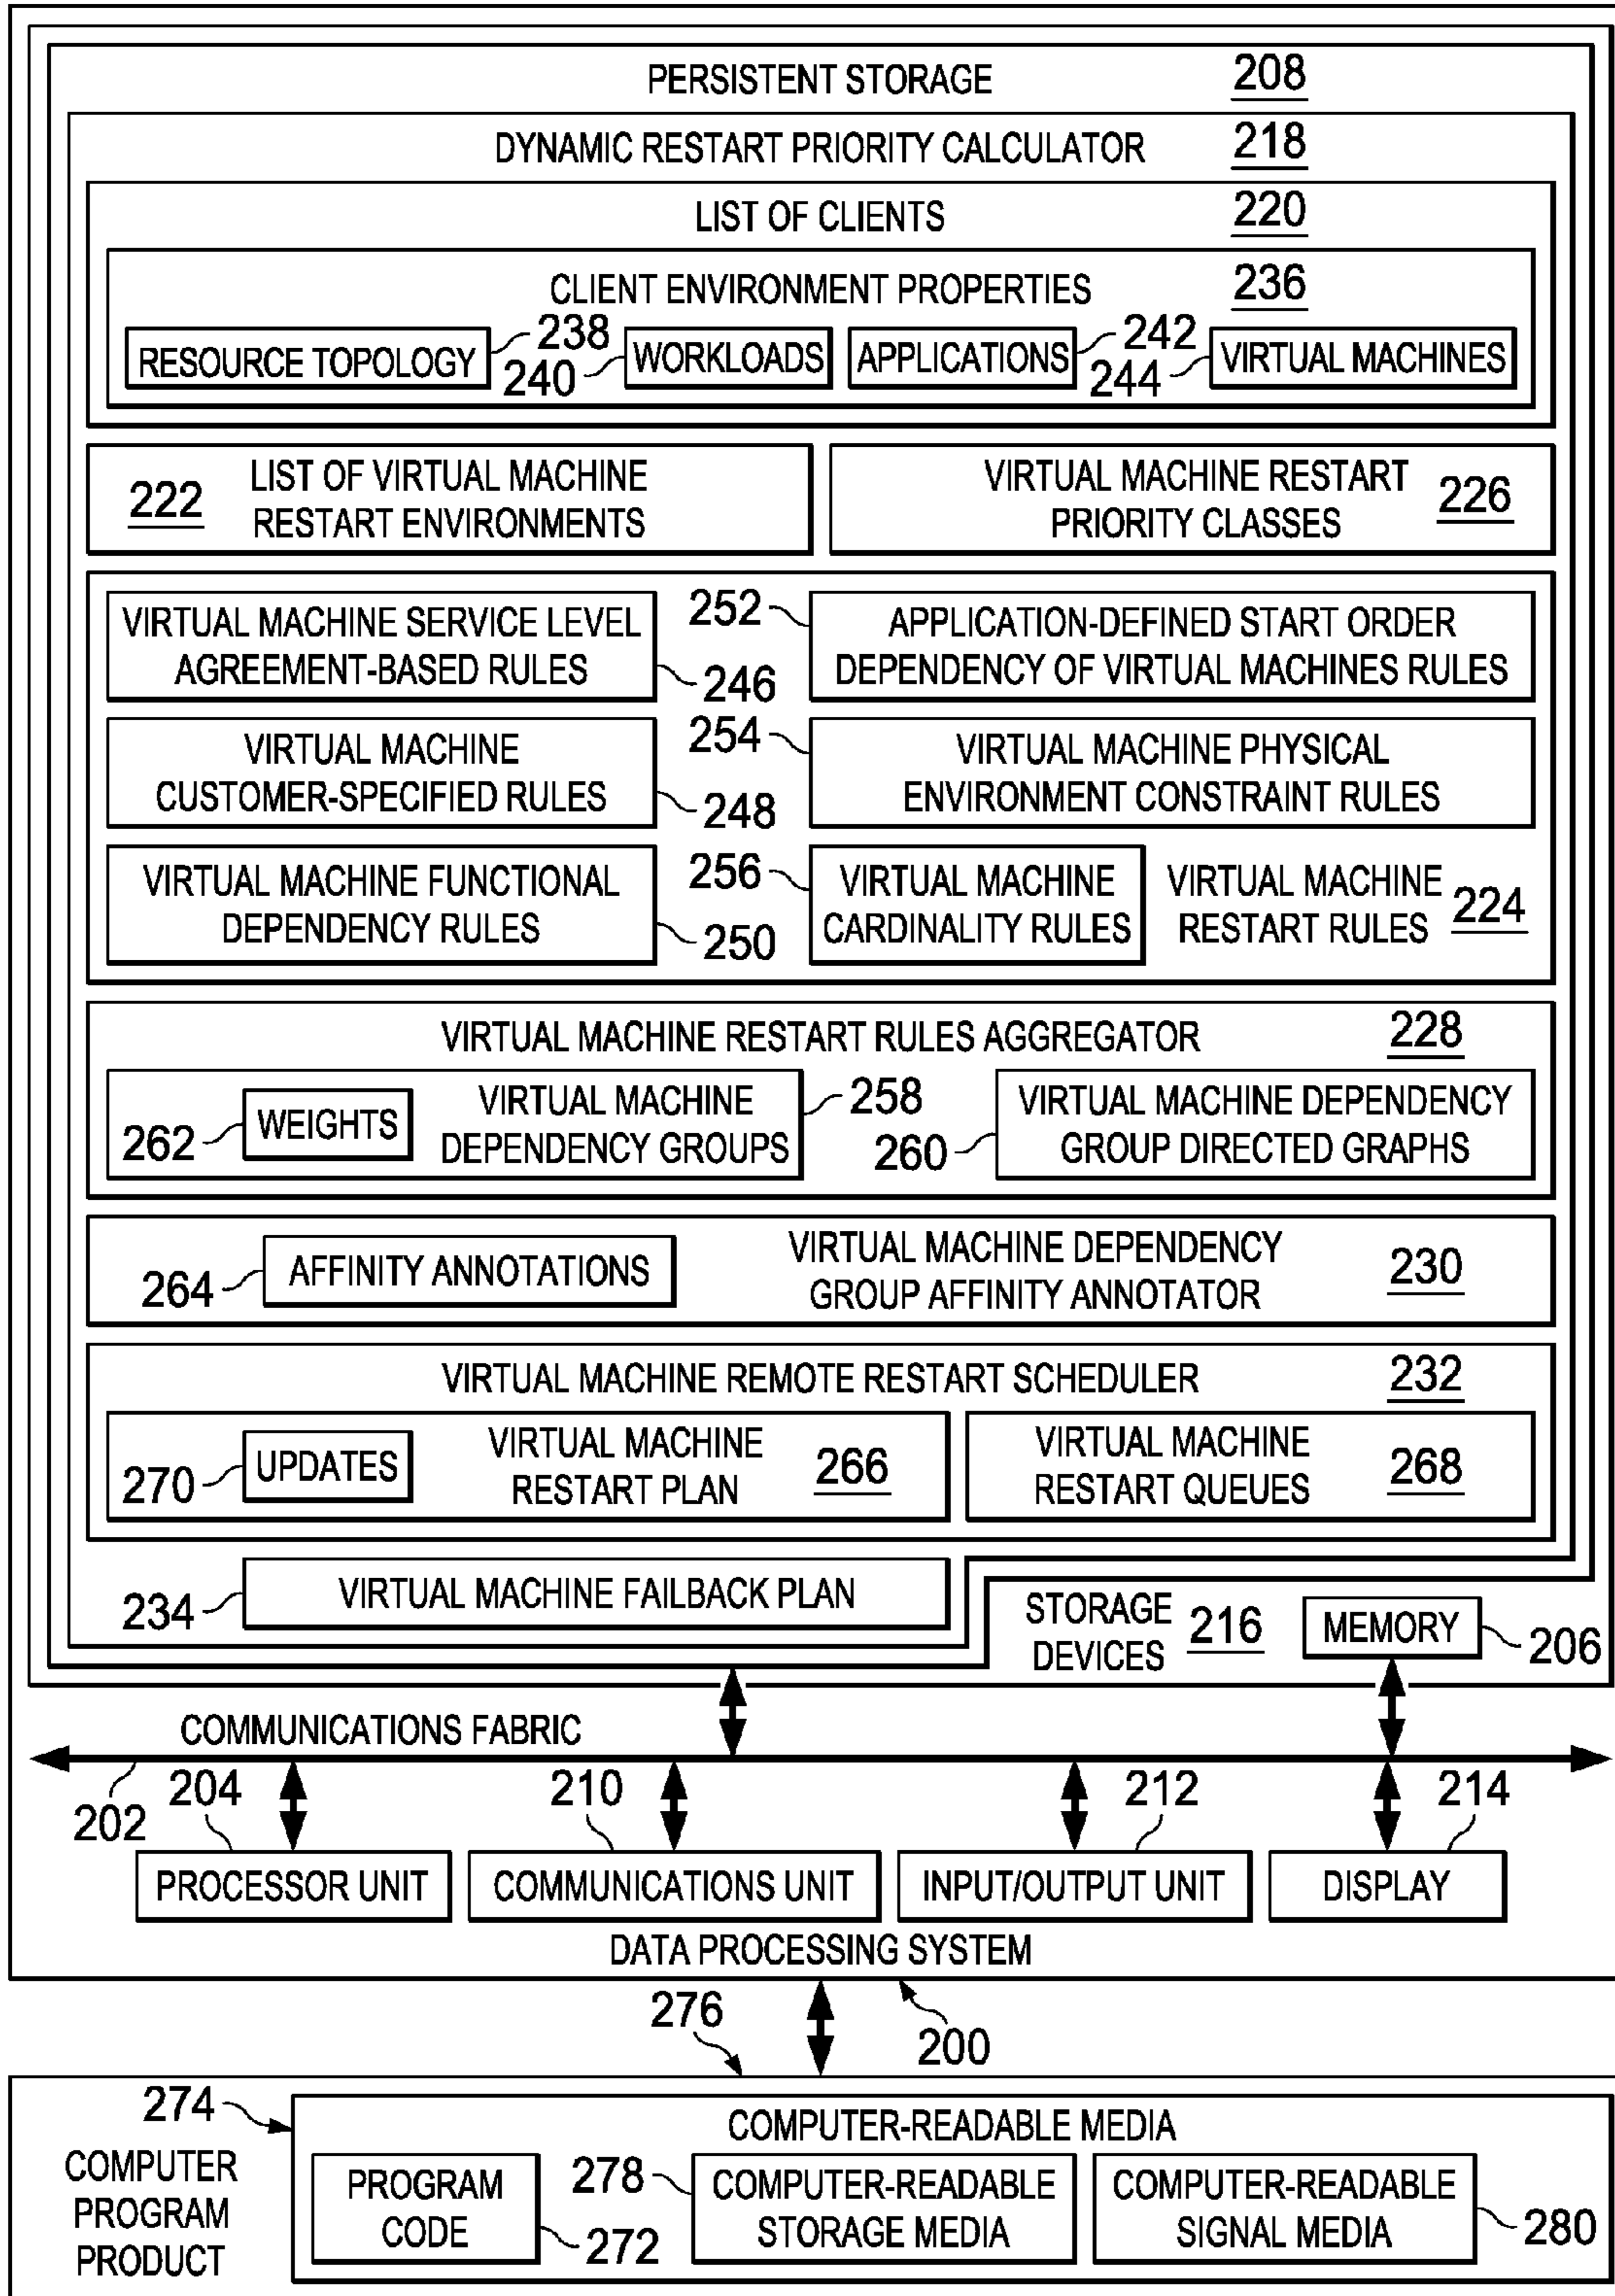 PERSISTENT STORAGE 208
DYNAMIC RESTART PRIORITY CALCULATOR 218
LIST OF CLIENTS 220
CLIENT ENVIRONMENT PROPERTIES 236
RESOURCE TOPOLOGY 238
240 WORKLOADS
APPLICATIONS 242
244 VIRTUAL MACHINES
222 LIST OF VIRTUAL MACHINE
RESTART ENVIRONMENTS
VIRTUAL MACHINE RESTART
PRIORITY CLASSES 226
VIRTUAL MACHINE SERVICE LEVEL
AGREEMENT-BASED RULES
246
252
APPLICATION-DEFINED START ORDER
DEPENDENCY OF VIRTUAL MACHINES RULES
VIRTUAL MACHINE
CUSTOMER-SPECIFIED RULES
248
254
VIRTUAL MACHINE PHYSICAL
ENVIRONMENT CONSTRAINT RULES
VIRTUAL MACHINE FUNCTIONAL
DEPENDENCY RULES
250
256
VIRTUAL MACHINE
CARDINALITY RULES
VIRTUAL MACHINE
RESTART RULES 224
VIRTUAL MACHINE RESTART RULES AGGREGATOR 228
262 WEIGHTS
VIRTUAL MACHINE
DEPENDENCY GROUPS
258
260
VIRTUAL MACHINE DEPENDENCY
GROUP DIRECTED GRAPHS
264 AFFINITY ANNOTATIONS
VIRTUAL MACHINE DEPENDENCY
GROUP AFFINITY ANNOTATOR
230
VIRTUAL MACHINE REMOTE RESTART SCHEDULER 232
270 UPDATES
VIRTUAL MACHINE
RESTART PLAN
266
VIRTUAL MACHINE
RESTART QUEUES
268
234 VIRTUAL MACHINE FAILBACK PLAN
STORAGE
DEVICES
216
MEMORY 206
COMMUNICATIONS FABRIC
202
204
210
212
214
PROCESSOR UNIT
COMMUNICATIONS UNIT
INPUT/OUTPUT UNIT
DISPLAY
DATA PROCESSING SYSTEM
276
200
274
COMPUTER
PROGRAM
PRODUCT
COMPUTER-READABLE MEDIA
PROGRAM
CODE
272
278
COMPUTER-READABLE
STORAGE MEDIA
COMPUTER-READABLE
SIGNAL MEDIA
280